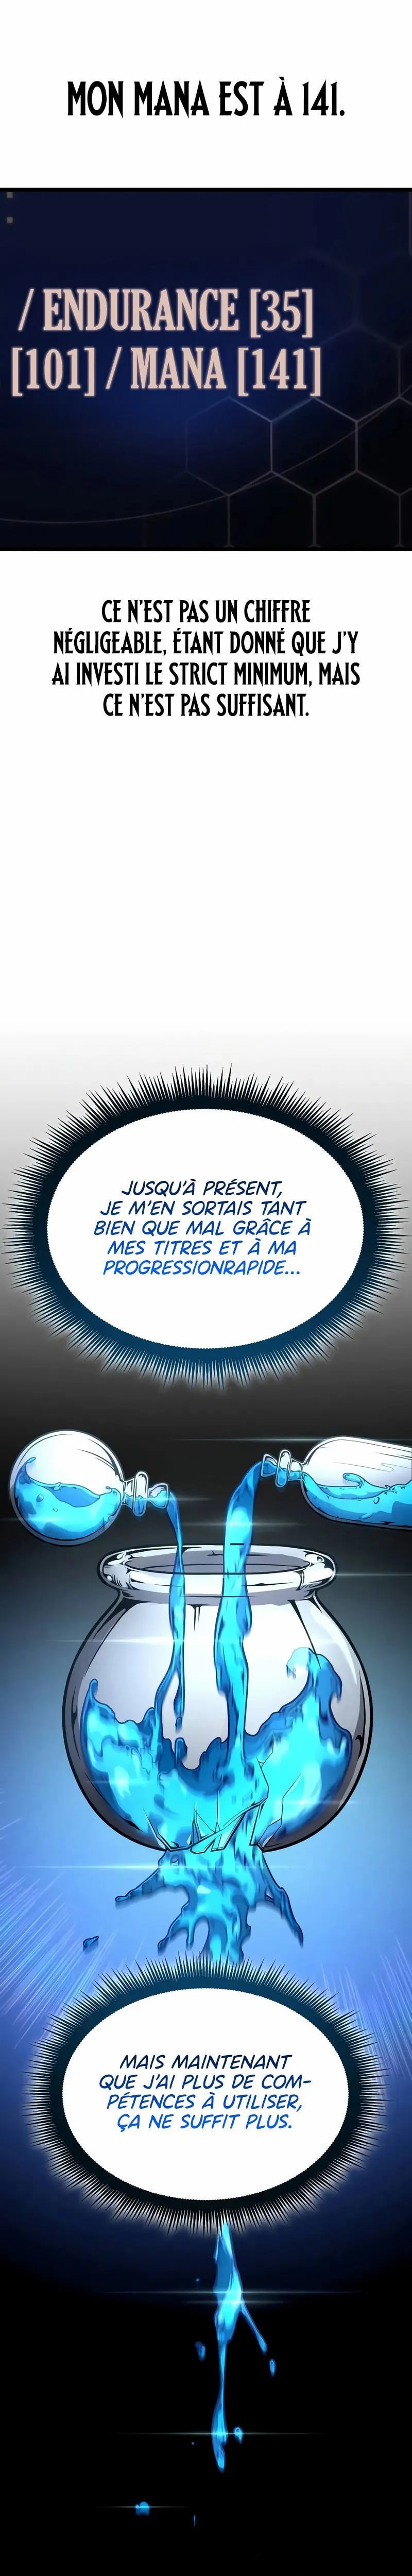 MON MANA EST À 141.
/ ENDURANCE [35]
[101] / MANA [141]
CE N'EST PAS UN CHIFFRE
NÉGLIGEABLE, ÉTANT DONNÉ QUE J'Y
AI INVESTI LE STRICT MINIMUM, MAIS
CE N'EST PAS SUFFISANT.
JUSQU'À PRÉSENT,
JE M'EN SORTAIS TANT
BIEN QUE MAL GRÂCE À
MES TITRES ET À MA
PROGRESSIONRAPIDE...
MAIS MAINTENANT
QUE J'AI PLUS DE COM-
PÉTENCES À UTILISER,
ÇA NE SUFFIT PLUS.